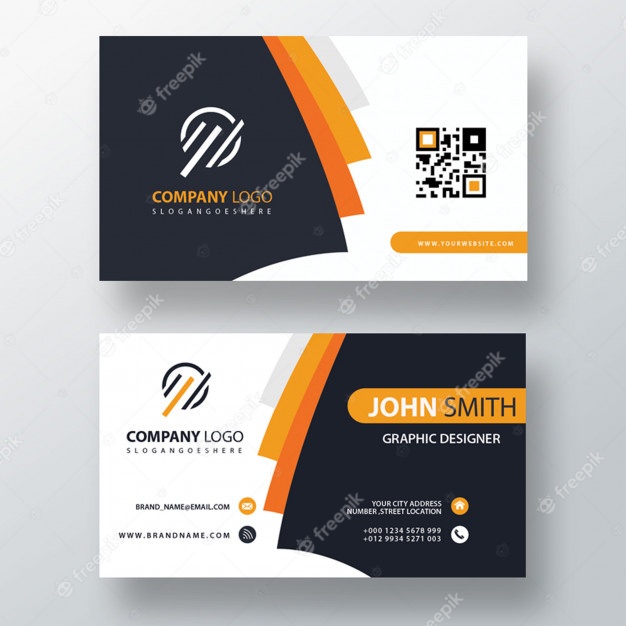 COMPANY LOGO
SLOGANGOESHERE
WWW.YOURWEBSITE.COM
COMPANY LOGO
SLOGANGOESHERE
JOHN SMITH
GRAPHIC DESIGNER
BRAND_NAME@EMAIL.COM
WWW.BRANDNAME.COM
YOUR CITY ADDRESS
NUMBER ,STREET LOCATION
+000 1234 5678 999
+012 9934 5271 003
freepik